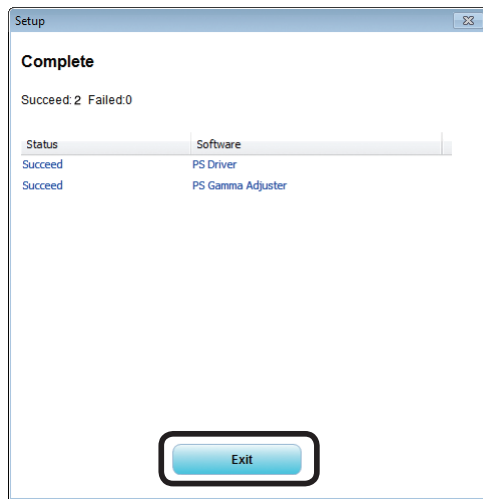 Setup
Complete
Succeed: 2 Failed:0
Status Software
Succeed PS Driver
Succeed PS Gamma Adjuster
Exit